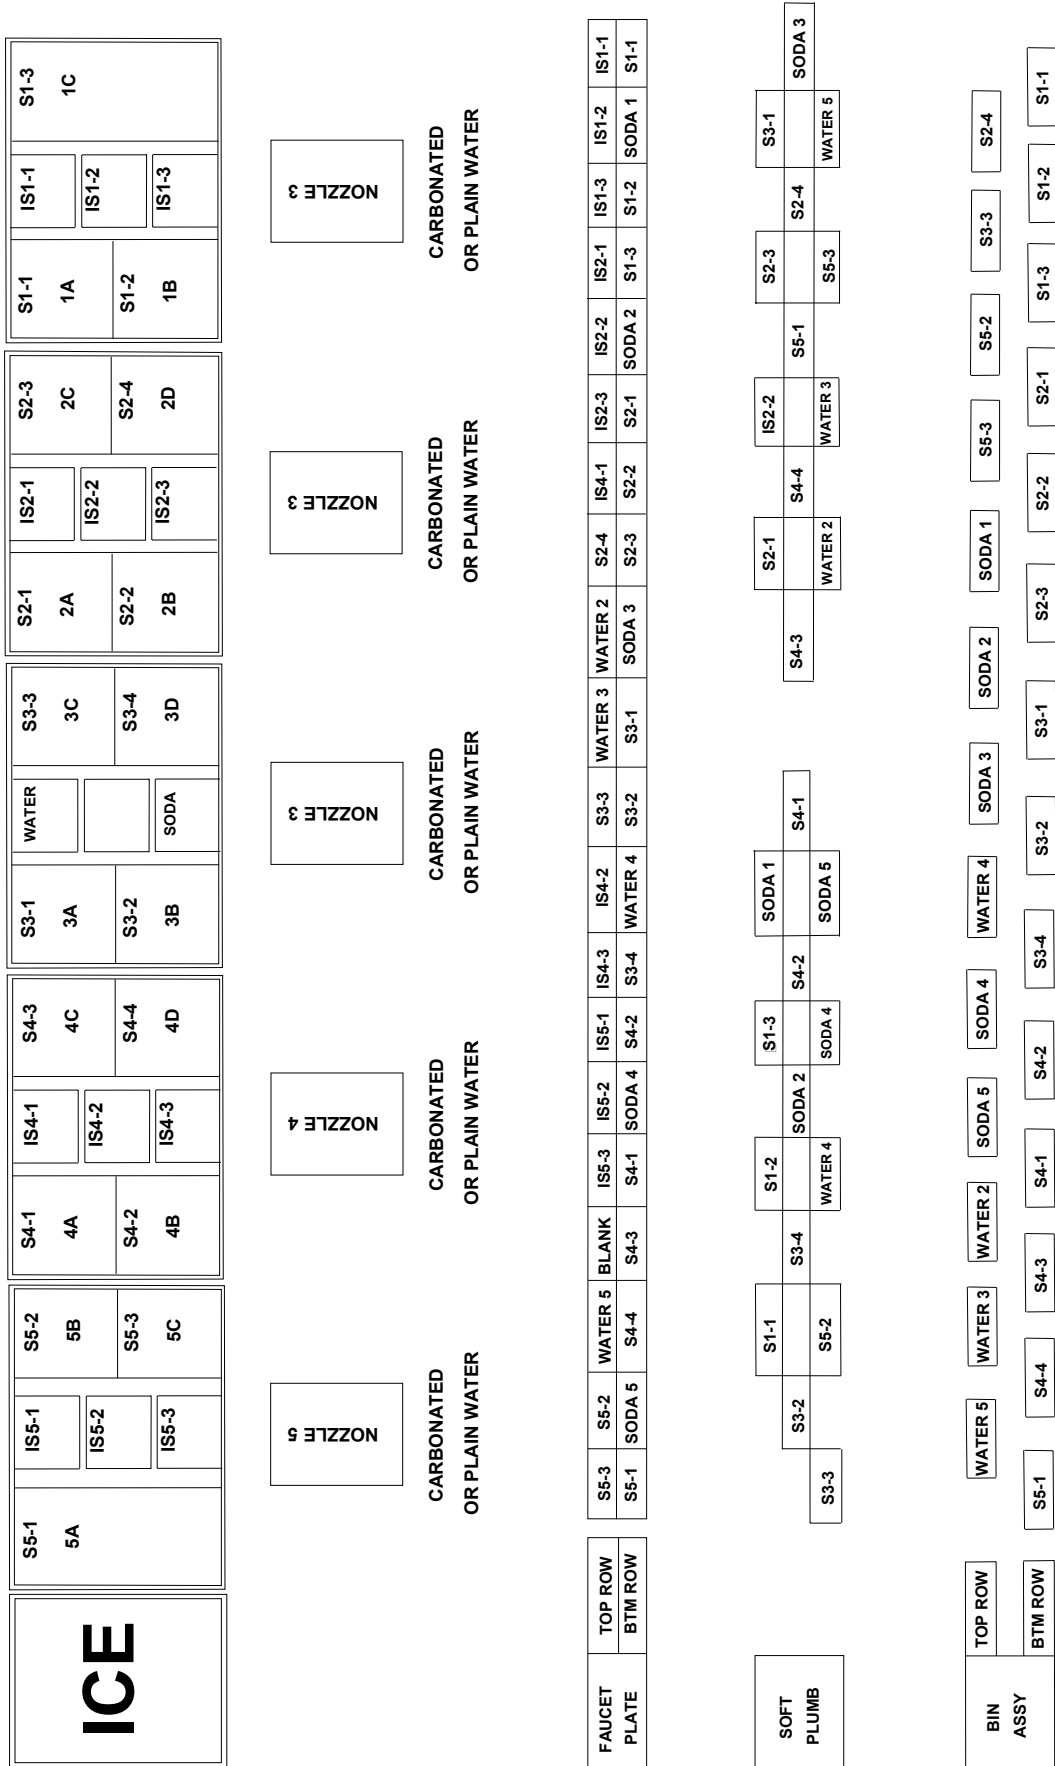 ICE
S5-1
5A
IS5-1
IS5-2
IS5-3
S5-2
5B
S5-3
5C
S4-1
4A
S4-2
4B
IS4-1
IS4-2
IS4-3
S4-3
4C
S4-4
4D
S3-1
3A
S3-2
3B
WATER
SODA
S3-3
3C
S3-4
3D
S2-1
2A
S2-2
2B
IS2-1
IS2-2
IS2-3
S2-3
2C
S2-4
2D
S1-1
1A
S1-2
1B
IS1-1
IS1-2
IS1-3
S1-3
1C
NOZZLE 5
CARBONATED
OR PLAIN WATER
NOZZLE 4
CARBONATED
OR PLAIN WATER
NOZZLE 3
CARBONATED
OR PLAIN WATER
NOZZLE 3
CARBONATED
OR PLAIN WATER
NOZZLE 3
CARBONATED
OR PLAIN WATER
FAUCET
PLATE
TOP ROW S5-3 S5-2 WATER 5 BLANK IS5-3 IS5-2 IS5-1 IS4-3 IS4-2 S3-3 WATER 3 WATER 2 S2-4 IS4-1 IS2-3 IS2-2 IS2-1 IS1-3 IS1-2 IS1-1
BTM ROW S5-1 SODA 5 S4-4 S4-3 S4-1 SODA 4 S4-2 S3-4 WATER 4 S3-2 S3-1 SODA 3 S2-3 S2-2 S2-1 SODA 2 S1-3 S1-2 SODA 1 S1-1
SOFT
PLUMB
S1-1 S1-2 S1-3 SODA 1 S2-1 IS2-2 S2-3 S3-1
S3-2 S3-4 SODA 2 S4-2 S4-1 S4-3 S4-4 S5-1 S2-4 SODA 3
S3-3 S5-2 WATER 4 SODA 4 SODA 5 WATER 2 WATER 3 S5-3 WATER 5
BIN
ASSY
TOP ROW WATER 5 WATER 3 WATER 2 SODA 5 SODA 4 WATER 4 SODA 3 SODA 2 SODA 1 S5-3 S5-2 S3-3 S2-4
BTM ROW S5-1 S4-4 S4-3 S4-1 S4-2 S3-4 S3-2 S3-1 S2-3 S2-2 S2-1 S1-3 S1-2 S1-1